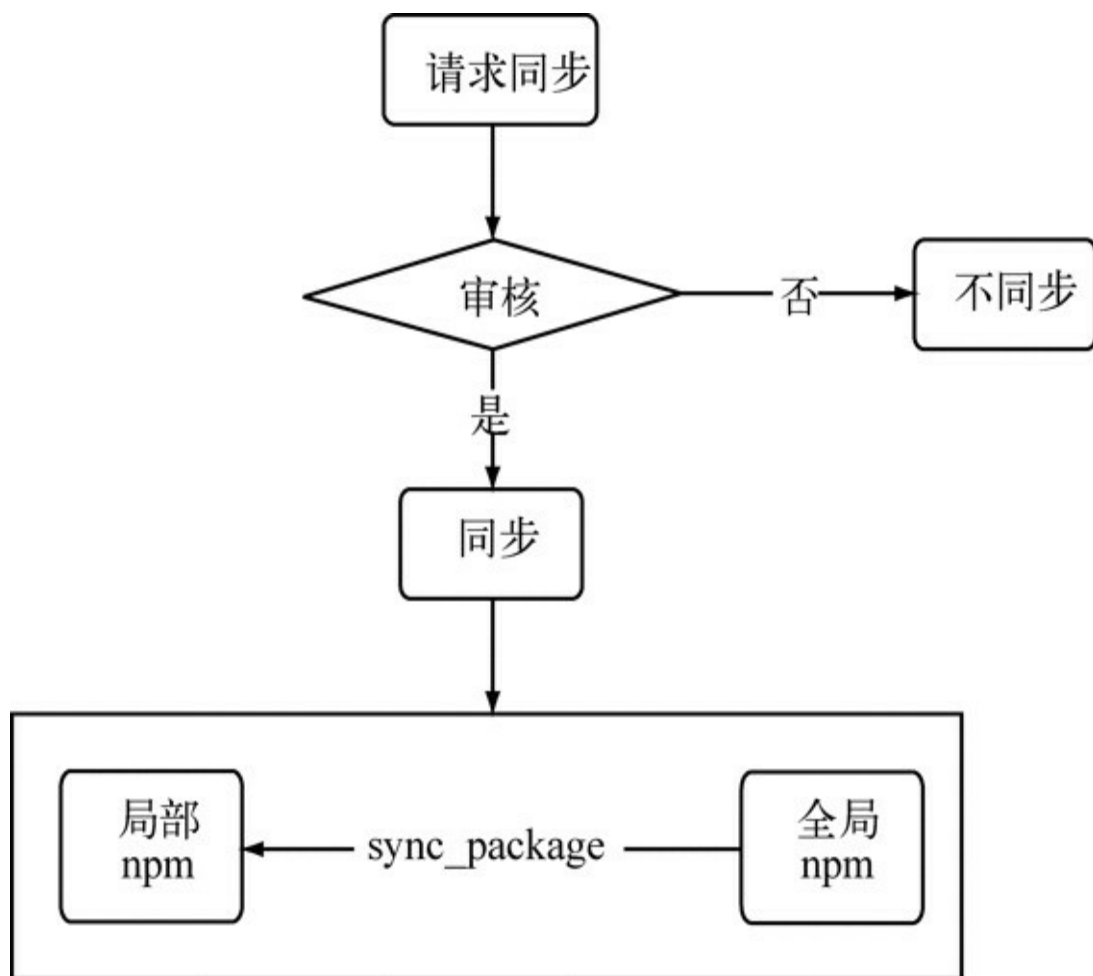 请求同步
审核
否
不同步
是
同步
局部
npm
sync_package
全局
npm